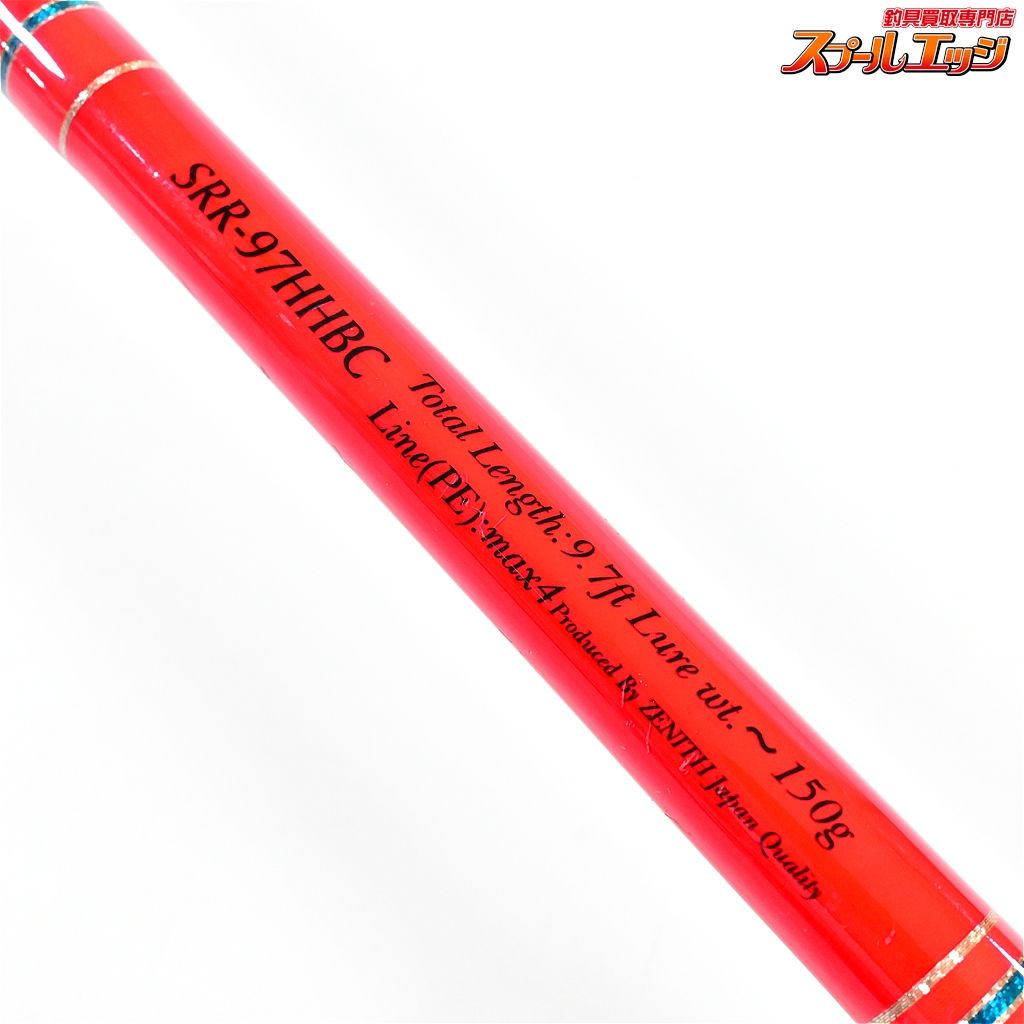 釣具買取専門店
スプールエッジ
SRR-97HHBC
Total Length:9.7ft Lure wt.~150g
Line(PE):max4
Produced By ZENITH Japan Quality